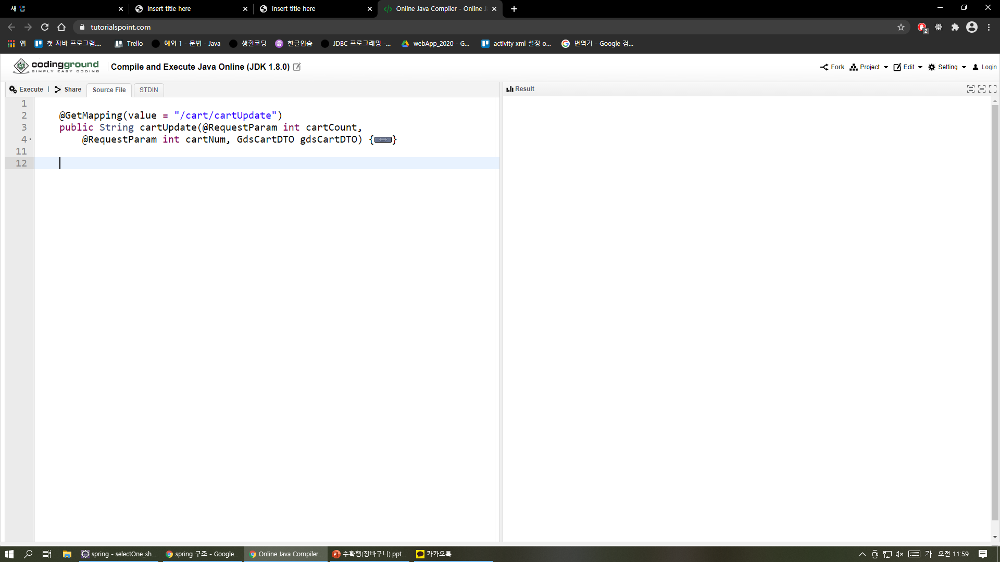 새 탭
Insert title here
Insert title here
Online Java Compiler - Online J
tutorialspoint.com
2
앱
첫 자바 프로그램....
Trello
예외 1 - 문법 - Java
생활코딩
한글입숨
JDBC 프로그래밍 -...
webApp_2020 - G...
activity xml 설정 o...
번역기 - Google 검...
codingground
SIMPLY EASY CODING
Compile and Execute Java Online (JDK 1.8.0)
Fork
Project
Edit
Setting
Login
Execute
Share
Source File
STDIN
Result
1
2 @GetMapping(value = "/cart/cartUpdate")
3 public String cartUpdate(@RequestParam int cartCount,
4 @RequestParam int cartNum, GdsCartDTO gdsCartDTO) {}
11
12
spring - selectOne_sh...
spring 구조 - Google...
Online Java Compiler...
수확행(장바구니).ppt...
카카오톡
가
오전 11:59